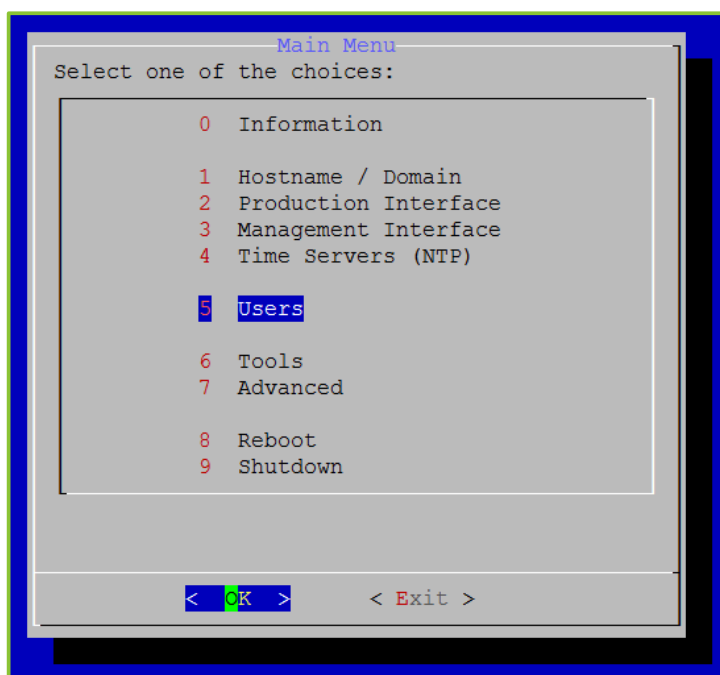 Main Menu
Select one of the choices:
0 Information
1 Hostname / Domain
2 Production Interface
3 Management Interface
4 Time Servers (NTP)
5 Users
6 Tools
7 Advanced
8 Reboot
9 Shutdown
< OK > < Exit >